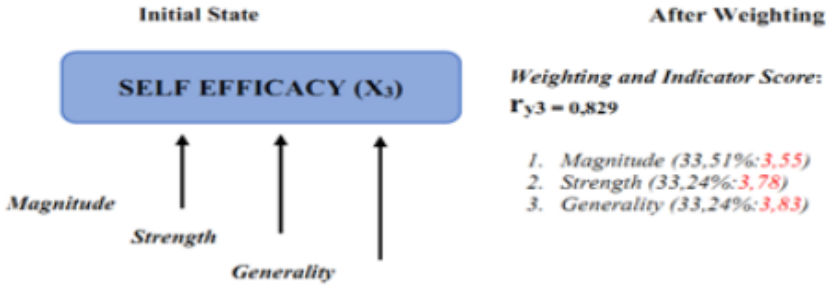 Initial State
After Weighting
SELF EFFICACY (X₃)
Weighting and Indicator Score:
ry3 = 0,829
1. Magnitude (33,51%:3,55)
2. Strength (33,24%:3,78)
3. Generality (33,24%:3,83)
Magnitude
Strength
Generality